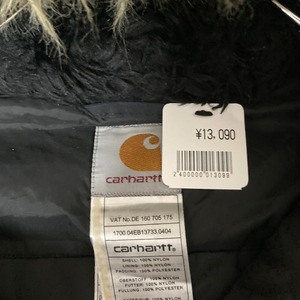 ¥13,090
2400000013099
carhartt
VAT No. DE 160 705 175
1700.04EB13733.0404
carhartt
SHELL: 100% NYLON
LINING: 100% NYLON
PADDING: 100% POLYESTER
OBERSTOFF: 100% NYLON
FUTTER: 100% NYLON
FÜLLUNG: 100% POLYESTER